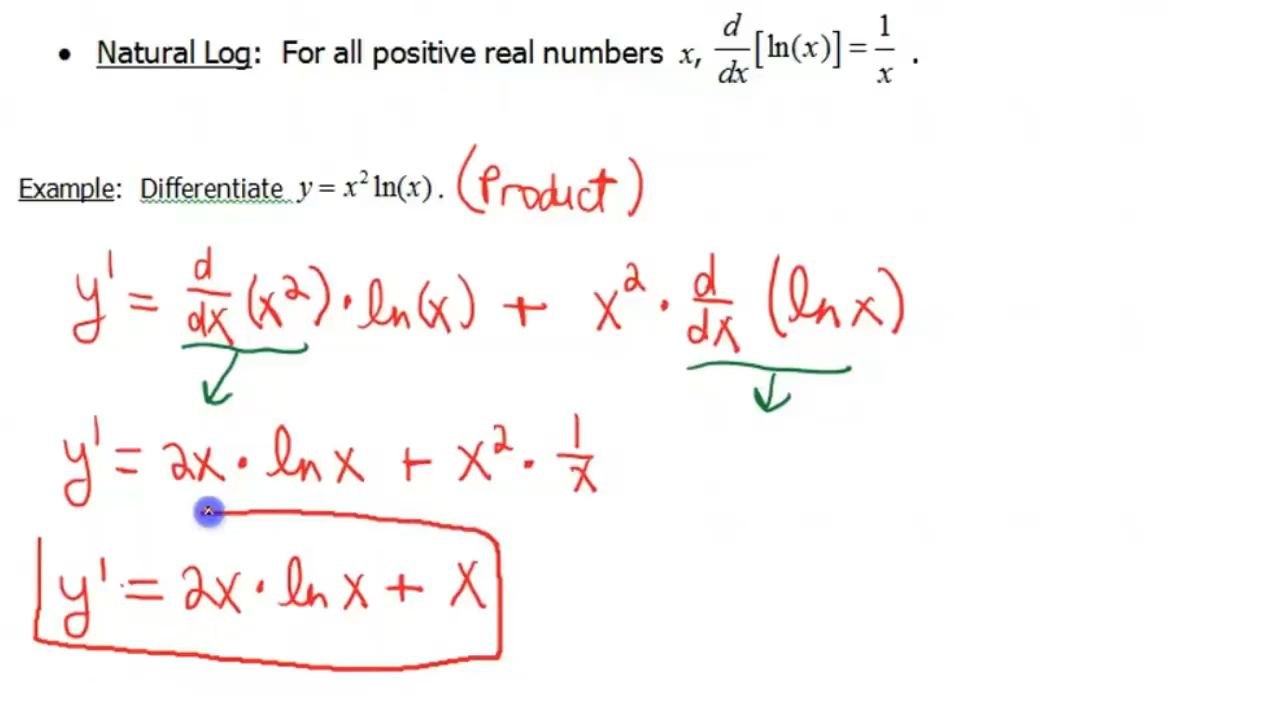 • Natural Log: For all positive real numbers x, d/dx [ln(x)] = 1/x .
Example: Differentiate y = x² ln(x). (Product)
y' = d/dx (x²) · ln(x) + x² · d/dx (ln x)
y' = 2x · ln x + x² · 1/x
y' = 2x · ln x + x